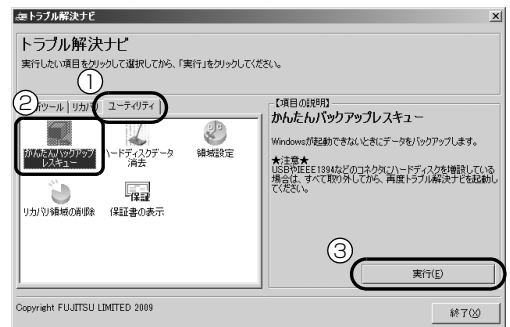 トラブル解決ナビ
トラブル解決ナビ
実行したい項目をクリックして選択してから、「実行」をクリックしてください。
①
②
断ツール
リカバリ
ユーティリティ
かんたんバックアップ
レスキュー
ハードディスクデータ
消去
領域設定
リカバリ領域の削除
保証
保証書の表示
【項目の説明】
かんたんバックアップレスキュー
Windowsが起動できないときにデータをバックアップします。
★注意★
USBやIEEE1394などのコネクタにハードディスクを増設している
場合は、すべて取り外してから、再度トラブル解決ナビを起動し
てください。
③
実行(E)
Copyright FUJITSU LIMITED 2009
終了(X)